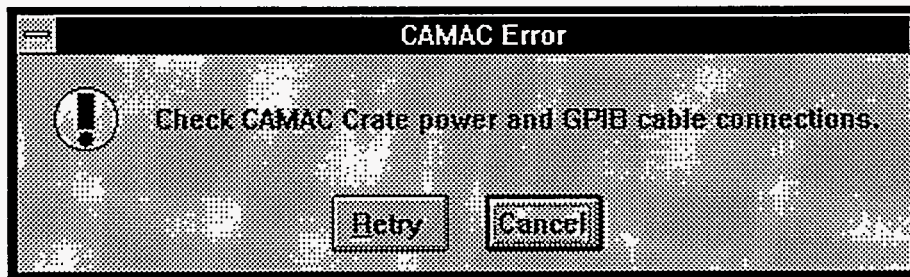 CAMAC Error
Check CAMAC Crate power and GPIB cable connections.
Retry Cancel